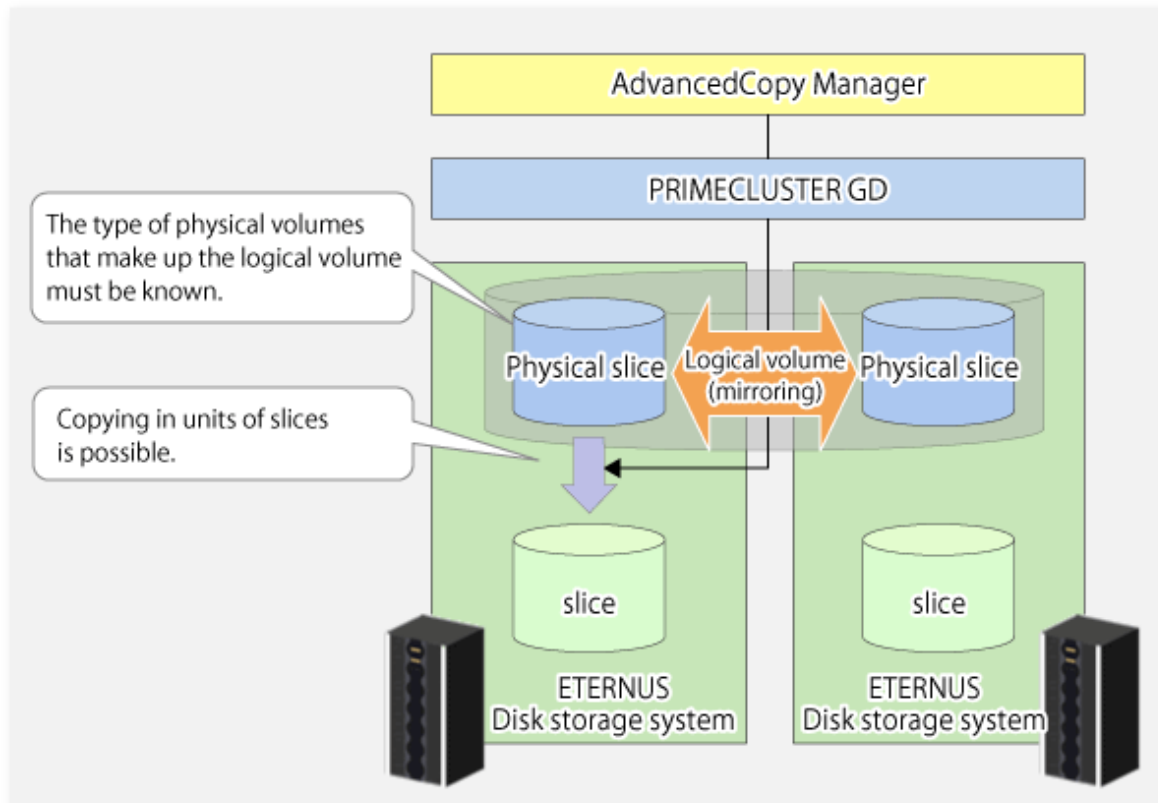 AdvancedCopy Manager
PRIMECLUSTER GD
The type of physical volumes
that make up the logical volume
must be known.
Physical slice
Logical volume
(mirroring)
Physical slice
Copying in units of slices
is possible.
slice
slice
ETERNUS
Disk storage system
ETERNUS
Disk storage system